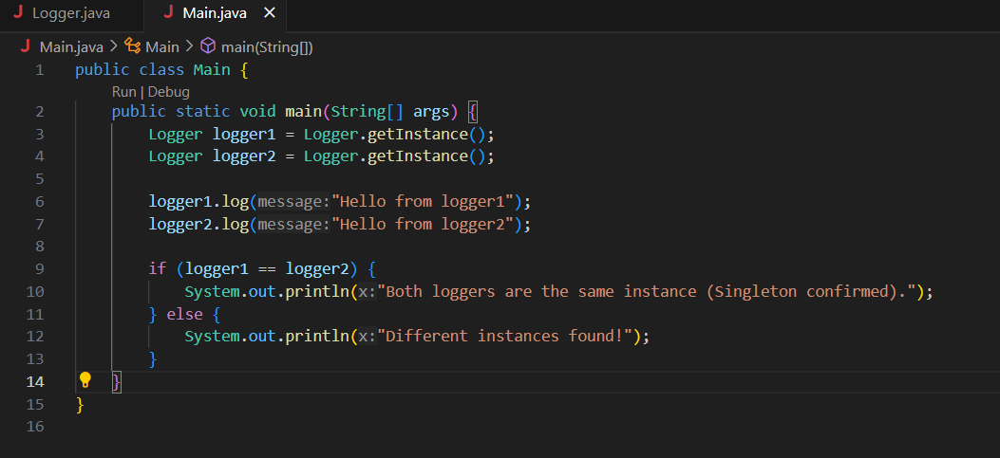 Logger.java
Main.java
Main.java > Main > main(String[])
1 public class Main {
Run | Debug
2 public static void main(String[] args) {
3 Logger logger1 = Logger.getInstance();
4 Logger logger2 = Logger.getInstance();
5
6 logger1.log(message:"Hello from logger1");
7 logger2.log(message:"Hello from logger2");
8
9 if (logger1 == logger2) {
10 System.out.println(x:"Both loggers are the same instance (Singleton confirmed).");
11 } else {
12 System.out.println(x:"Different instances found!");
13 }
14 }
15 }
16